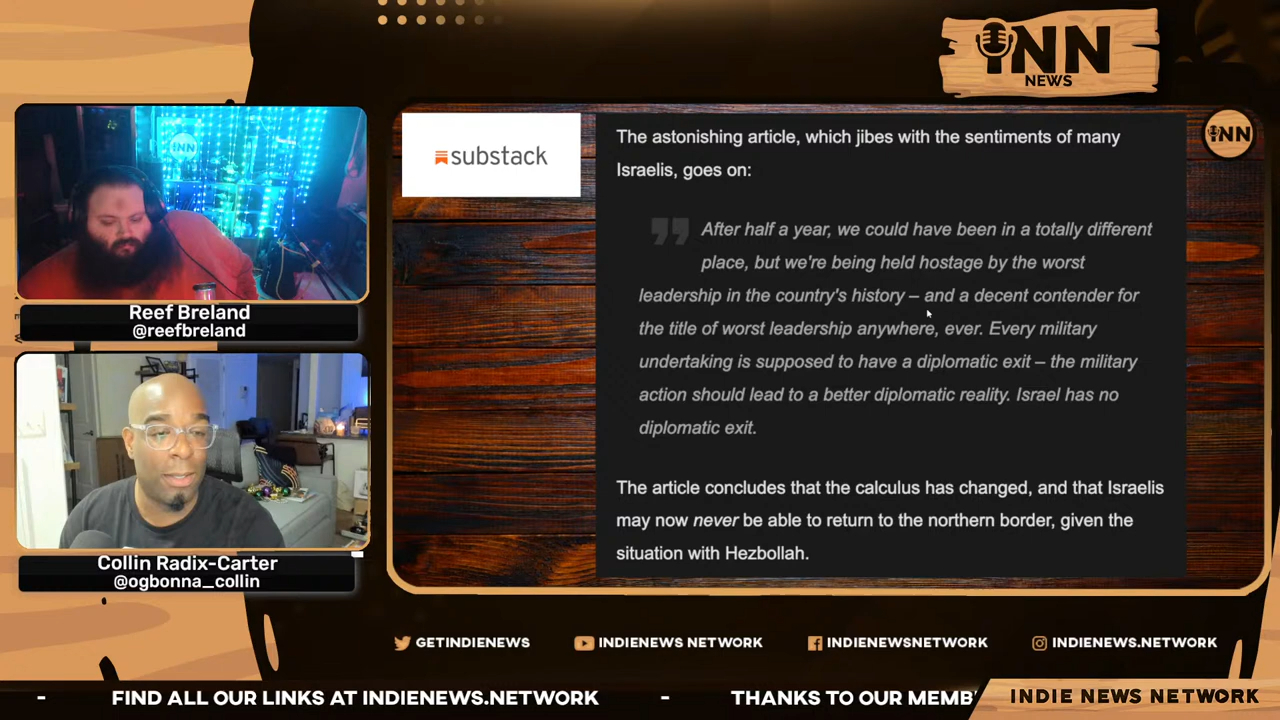 INN
NEWS
INN
substack
The astonishing article, which jibes with the sentiments of many
Israelis, goes on:
After half a year, we could have been in a totally different
place, but we're being held hostage by the worst
leadership in the country's history – and a decent contender for
the title of worst leadership anywhere, ever. Every military
undertaking is supposed to have a diplomatic exit – the military
action should lead to a better diplomatic reality. Israel has no
diplomatic exit.
The article concludes that the calculus has changed, and that Israelis
may now never be able to return to the northern border, given the
situation with Hezbollah.
INN
Reef Breland
@reefbreland
Collin Radix-Carter
@ogbonna_collin
GETINDIENEWS
INDIENEWS NETWORK
INDIENEWSNETWORK
INDIENEWS.NETWORK
- FIND ALL OUR LINKS AT INDIENEWS.NETWORK - THANKS TO OUR MEMB
INDIE NEWS NETWORK